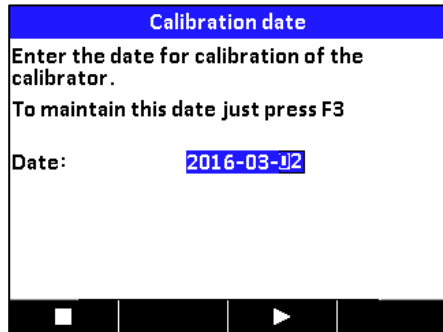 Calibration date
Enter the date for calibration of the
calibrator.
To maintain this date just press F3
Date: 2016-03-02